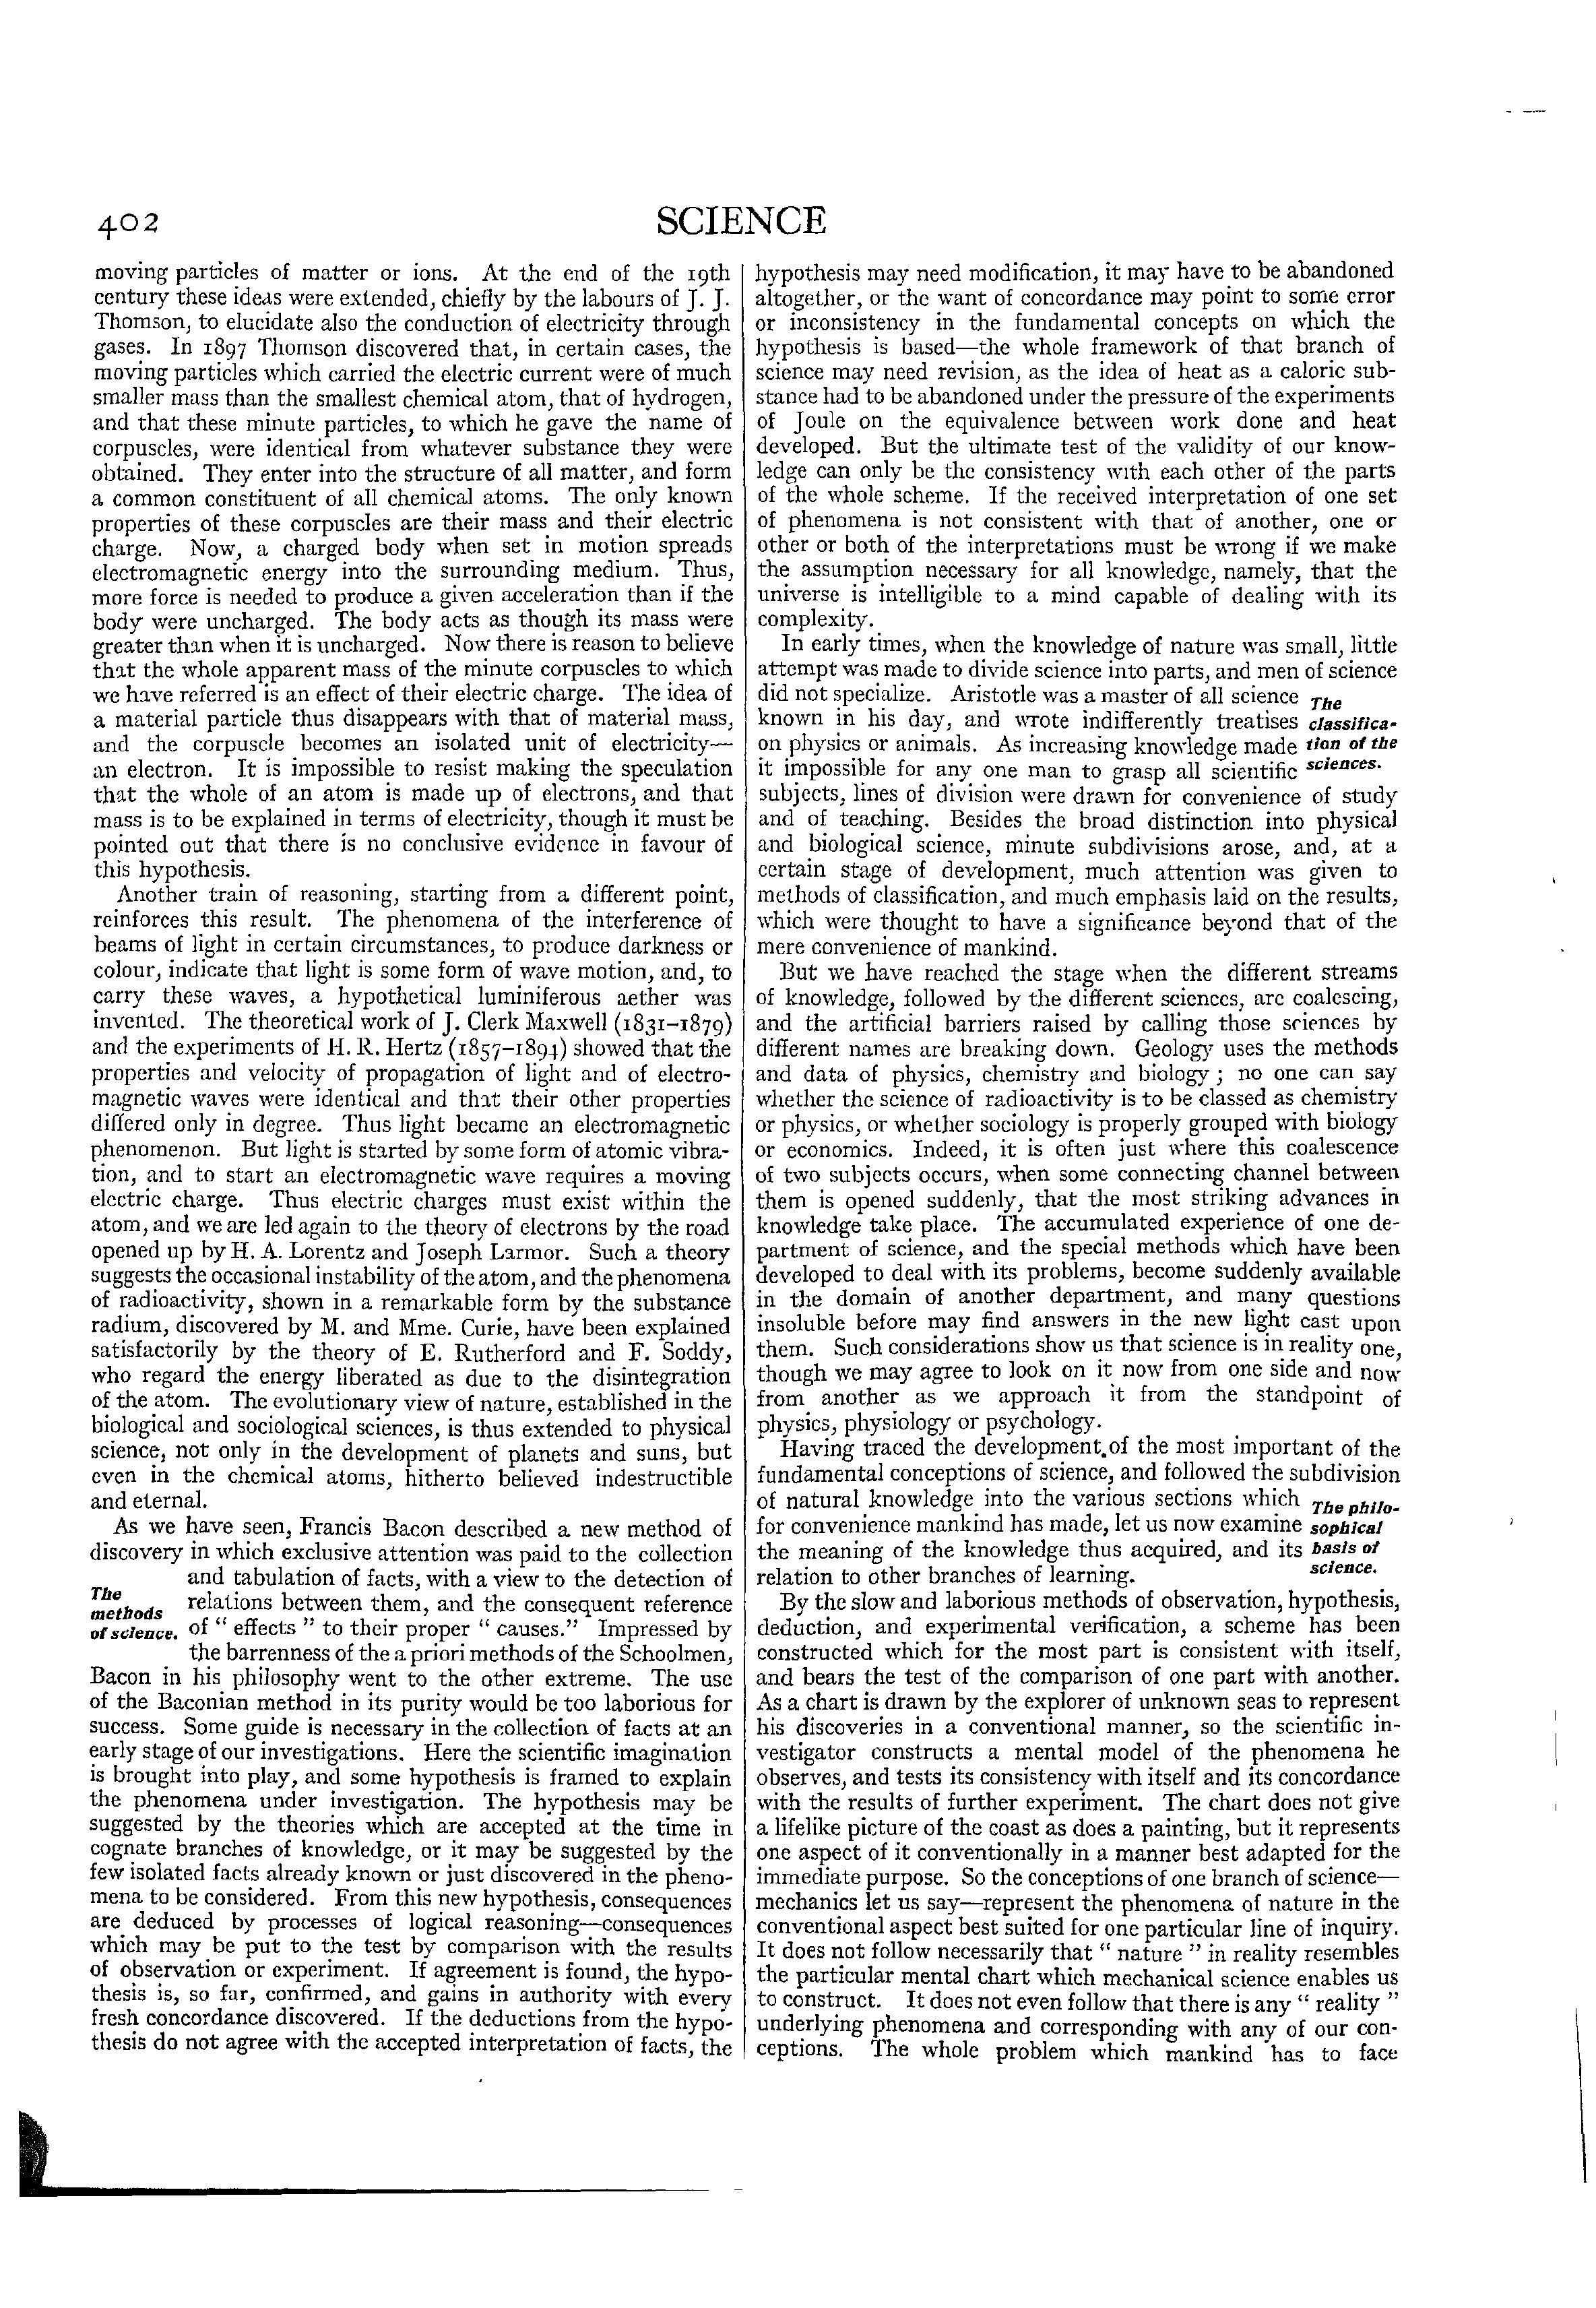 402
SCIENCE
moving particles of matter or ions. At the end of the 19th
century these ideas were extended, chiefly by the labours of J. J.
Thomson, to elucidate also the conduction of electricity through
gases. In 1897 Thomson discovered that, in certain cases, the
moving particles which carried the electric current were of much
smaller mass than the smallest chemical atom, that of hydrogen,
and that these minute particles, to which he gave the name of
corpuscles, were identical from whatever substance they were
obtained. They enter into the structure of all matter, and form
a common constituent of all chemical atoms. The only known
properties of these corpuscles are their mass and their electric
charge. Now, a charged body when set in motion spreads
electromagnetic energy into the surrounding medium. Thus,
more force is needed to produce a given acceleration than if the
body were uncharged. The body acts as though its mass were
greater than when it is uncharged. Now there is reason to believe
that the whole apparent mass of the minute corpuscles to which
we have referred is an effect of their electric charge. The idea of
a material particle thus disappears with that of material mass,
and the corpuscle becomes an isolated unit of electricity—
an electron. It is impossible to resist making the speculation
that the whole of an atom is made up of electrons, and that
mass is to be explained in terms of electricity, though it must be
pointed out that there is no conclusive evidence in favour of
this hypothesis.
Another train of reasoning, starting from a different point,
reinforces this result. The phenomena of the interference of
beams of light in certain circumstances, to produce darkness or
colour, indicate that light is some form of wave motion, and, to
carry these waves, a hypothetical luminiferous aether was
invented. The theoretical work of J. Clerk Maxwell (1831–1879)
and the experiments of H. R. Hertz (1857–1894) showed that the
properties and velocity of propagation of light and of electro-
magnetic waves were identical and that their other properties
differed only in degree. Thus light became an electromagnetic
phenomenon. But light is started by some form of atomic vibra-
tion, and to start an electromagnetic wave requires a moving
electric charge. Thus electric charges must exist within the
atom, and we are led again to the theory of electrons by the road
opened up by H. A. Lorentz and Joseph Larmor. Such a theory
suggests the occasional instability of the atom, and the phenomena
of radioactivity, shown in a remarkable form by the substance
radium, discovered by M. and Mme. Curie, have been explained
satisfactorily by the theory of E. Rutherford and F. Soddy,
who regard the energy liberated as due to the disintegration
of the atom. The evolutionary view of nature, established in the
biological and sociological sciences, is thus extended to physical
science, not only in the development of planets and suns, but
even in the chemical atoms, hitherto believed indestructible
and eternal.
As we have seen, Francis Bacon described a new method of
discovery in which exclusive attention was paid to the collection
and tabulation of facts, with a view to the detection of
The
methods
of science.
relations between them, and the consequent reference
of " effects " to their proper " causes." Impressed by
the barrenness of the a priori methods of the Schoolmen,
Bacon in his philosophy went to the other extreme. The use
of the Baconian method in its purity would be too laborious for
success. Some guide is necessary in the collection of facts at an
early stage of our investigations. Here the scientific imagination
is brought into play, and some hypothesis is framed to explain
the phenomena under investigation. The hypothesis may be
suggested by the theories which are accepted at the time in
cognate branches of knowledge, or it may be suggested by the
few isolated facts already known or just discovered in the pheno-
mena to be considered. From this new hypothesis, consequences
are deduced by processes of logical reasoning—consequences
which may be put to the test by comparison with the results
of observation or experiment. If agreement is found, the hypo-
thesis is, so far, confirmed, and gains in authority with every
fresh concordance discovered. If the deductions from the hypo-
thesis do not agree with the accepted interpretation of facts, the
hypothesis may need modification, it may have to be abandoned
altogether, or the want of concordance may point to some error
or inconsistency in the fundamental concepts on which the
hypothesis is based—the whole framework of that branch of
science may need revision, as the idea of heat as a caloric sub-
stance had to be abandoned under the pressure of the experiments
of Joule on the equivalence between work done and heat
developed. But the ultimate test of the validity of our know-
ledge can only be the consistency with each other of the parts
of the whole scheme. If the received interpretation of one set
of phenomena is not consistent with that of another, one or
other or both of the interpretations must be wrong if we make
the assumption necessary for all knowledge, namely, that the
universe is intelligible to a mind capable of dealing with its
complexity.
In early times, when the knowledge of nature was small, little
attempt was made to divide science into parts, and men of science
did not specialize. Aristotle was a master of all science
known in his day, and wrote indifferently treatises
on physics or animals. As increasing knowledge made
it impossible for any one man to grasp all scientific
The
classifica-
tion of the
sciences.
subjects, lines of division were drawn for convenience of study
and of teaching. Besides the broad distinction into physical
and biological science, minute subdivisions arose, and, at a
certain stage of development, much attention was given to
methods of classification, and much emphasis laid on the results,
which were thought to have a significance beyond that of the
mere convenience of mankind.
But we have reached the stage when the different streams
of knowledge, followed by the different sciences, are coalescing,
and the artificial barriers raised by calling those sciences by
different names are breaking down. Geology uses the methods
and data of physics, chemistry and biology; no one can say
whether the science of radioactivity is to be classed as chemistry
or physics, or whether sociology is properly grouped with biology
or economics. Indeed, it is often just where this coalescence
of two subjects occurs, when some connecting channel between
them is opened suddenly, that the most striking advances in
knowledge take place. The accumulated experience of one de-
partment of science, and the special methods which have been
developed to deal with its problems, become suddenly available
in the domain of another department, and many questions
insoluble before may find answers in the new light cast upon
them. Such considerations show us that science is in reality one,
though we may agree to look on it now from one side and now
from another as we approach it from the standpoint of
physics, physiology or psychology.
Having traced the development of the most important of the
fundamental conceptions of science, and followed the subdivision
of natural knowledge into the various sections which
for convenience mankind has made, let us now examine
the meaning of the knowledge thus acquired, and its
relation to other branches of learning.
The philo-
sophical
basis of
science.
By the slow and laborious methods of observation, hypothesis,
deduction, and experimental verification, a scheme has been
constructed which for the most part is consistent with itself,
and bears the test of the comparison of one part with another.
As a chart is drawn by the explorer of unknown seas to represent
his discoveries in a conventional manner, so the scientific in-
vestigator constructs a mental model of the phenomena he
observes, and tests its consistency with itself and its concordance
with the results of further experiment. The chart does not give
a lifelike picture of the coast as does a painting, but it represents
one aspect of it conventionally in a manner best adapted for the
immediate purpose. So the conceptions of one branch of science—
mechanics let us say—represent the phenomena of nature in the
conventional aspect best suited for one particular line of inquiry.
It does not follow necessarily that " nature " in reality resembles
the particular mental chart which mechanical science enables us
to construct. It does not even follow that there is any " reality "
underlying phenomena and corresponding with any of our con-
ceptions. The whole problem which mankind has to face